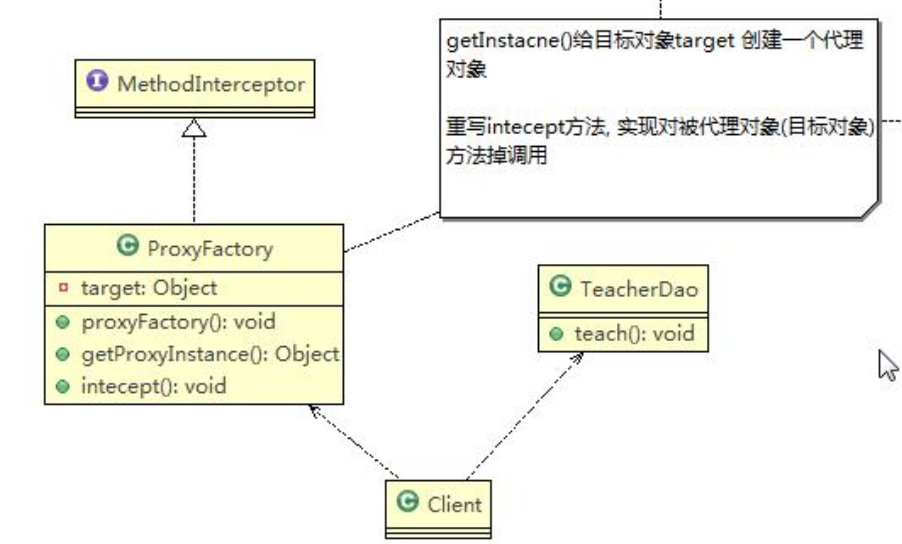 getInstacne()给目标对象target 创建一个代理
对象
重写intecept方法, 实现对被代理对象(目标对象)
方法掉调用
MethodInterceptor
ProxyFactory
target: Object
proxyFactory(): void
getProxyInstance(): Object
intecept(): void
TeacherDao
teach(): void
Client